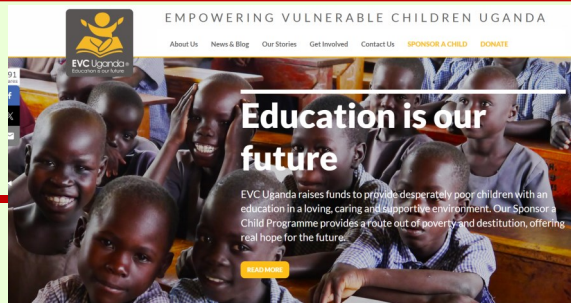 EMPOWERING VULNERABLE CHILDREN UGANDA
EVC Uganda
Education is our future
About Us News & Blog Our Stories Get Involved Contact Us SPONSOR A CHILD DONATE
91
Education is our
future
EVC Uganda raises funds to provide desperately poor children with an
education in a loving, caring and supportive environment. Our Sponsor a
Child Programme provides a route out of poverty and destitution, offering
real hope for the future.
READ MORE